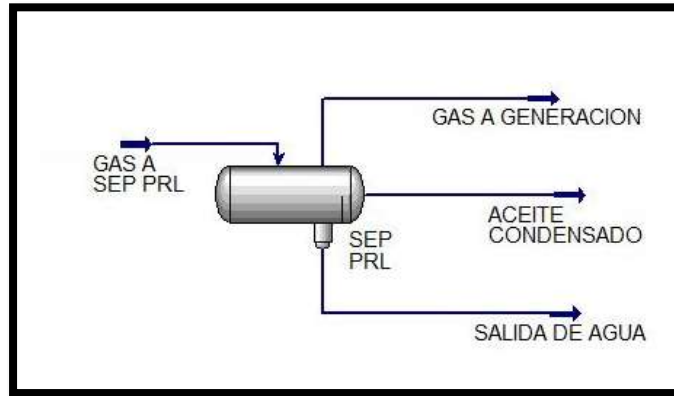 GAS A GENERACION
GAS A
SEP PRL
ACEITE
CONDENSADO
SEP
PRL
SALIDA DE AGUA